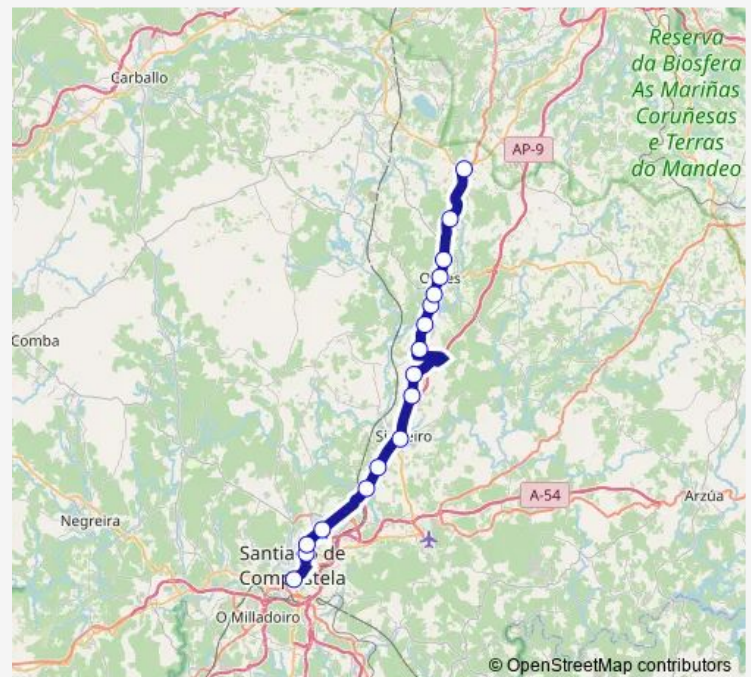 Reserva
da Biosfera
As Mariñas
Coruñesas
e Terras
do Mandeo
Carballo
AP-9
Comba
A-54
Arzúa
Negreira
Santiago de
Compostela
O Milladoiro
© OpenStreetMap contributors